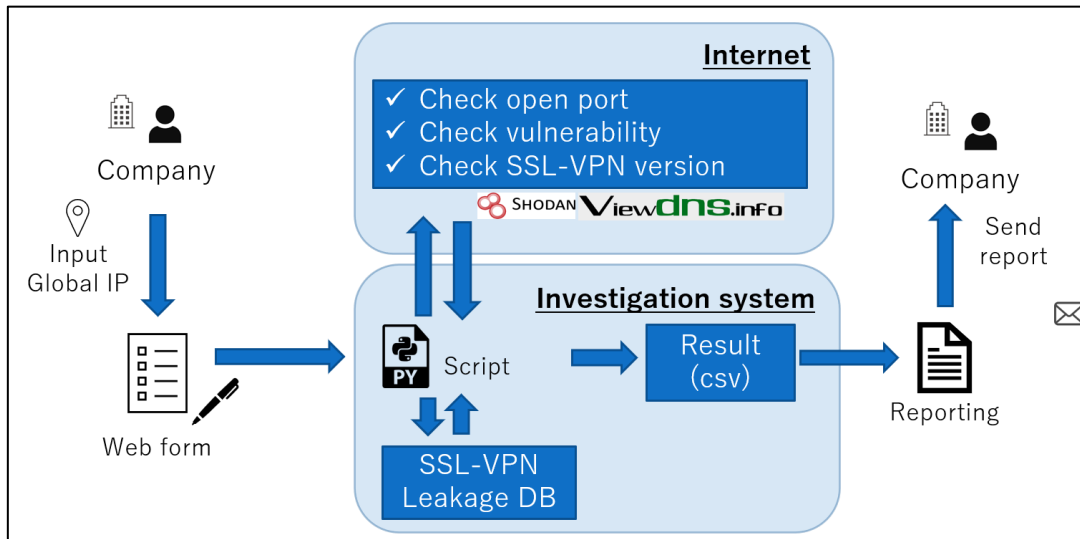 Internet
✓ Check open port
✓ Check vulnerability
✓ Check SSL-VPN version
SHODAN ViewDNS.info
Company
Input
Global IP
Web form
Investigation system
PY
Script
SSL-VPN
Leakage DB
Result
(csv)
Company
Send
report
Reporting